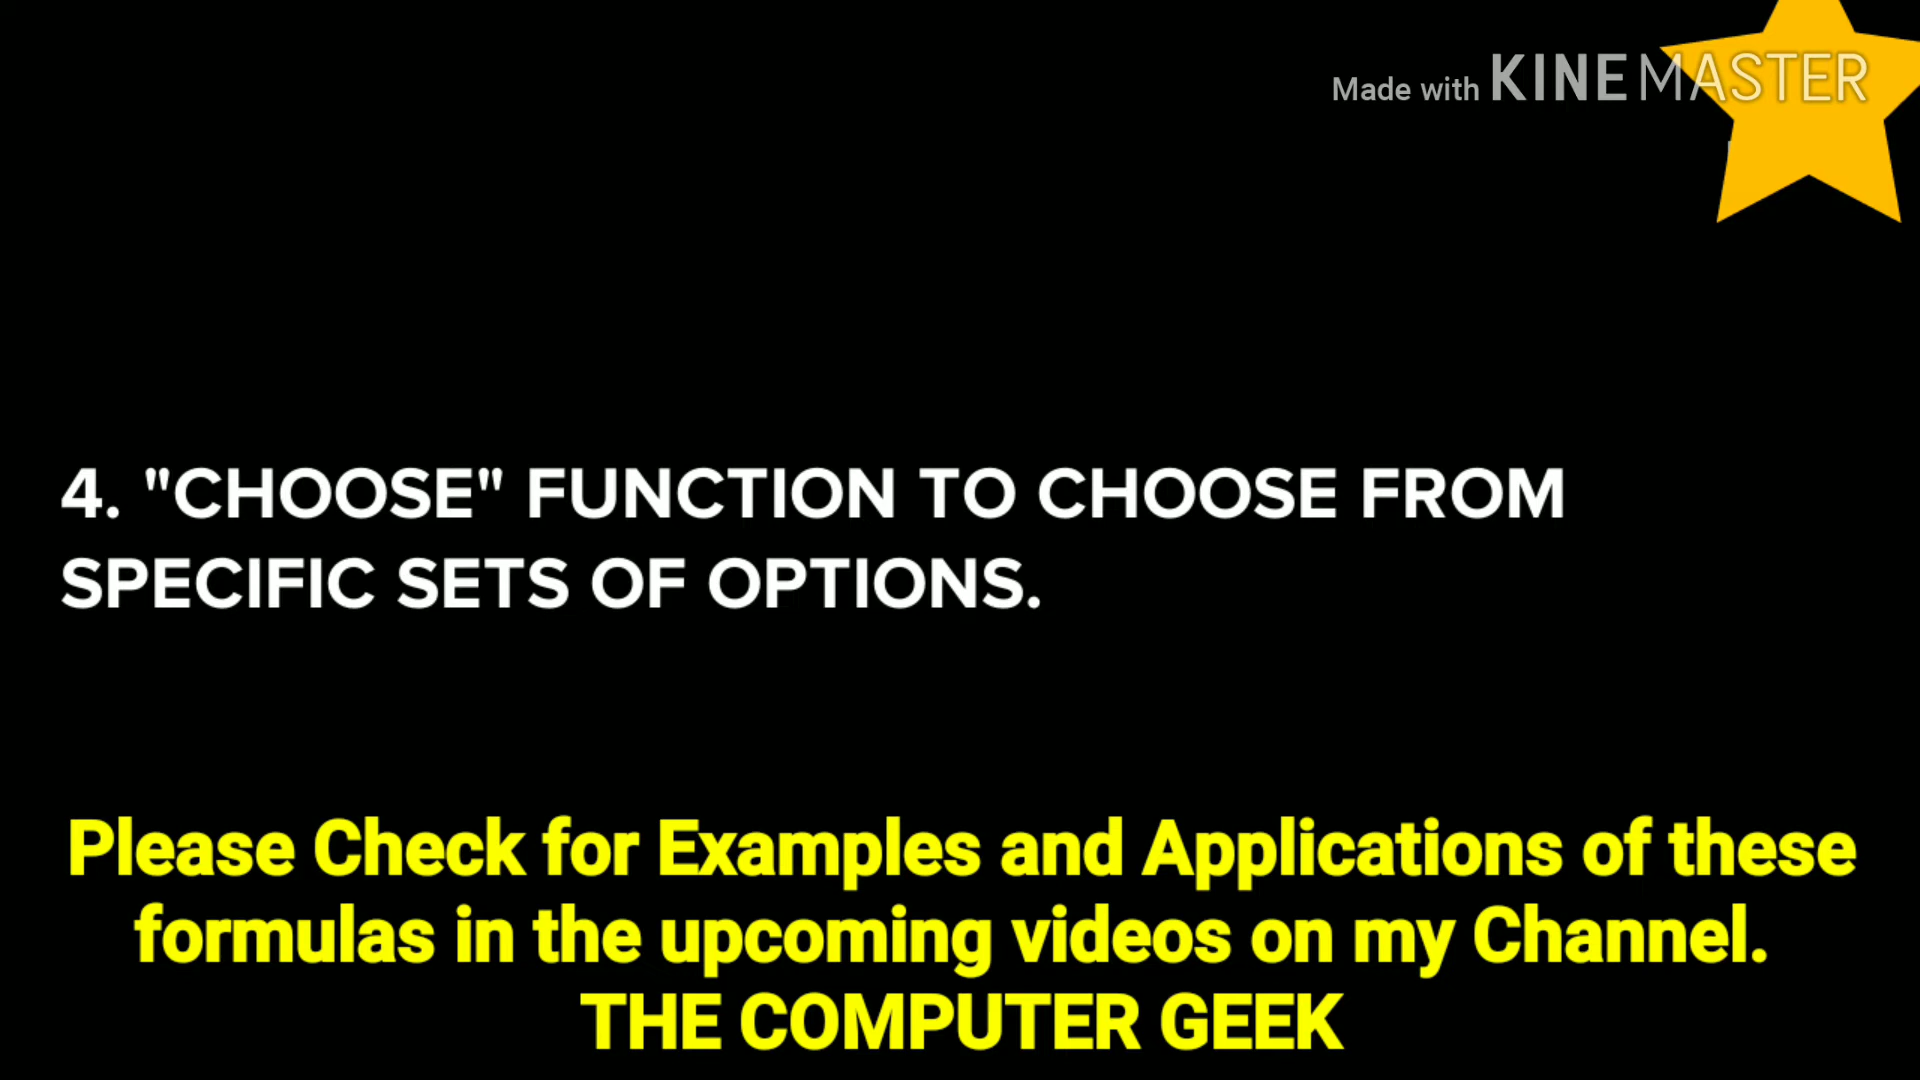 Made with KINEMASTER
4. "CHOOSE" FUNCTION TO CHOOSE FROM
SPECIFIC SETS OF OPTIONS.
Please Check for Examples and Applications of these
formulas in the upcoming videos on my Channel.
THE COMPUTER GEEK